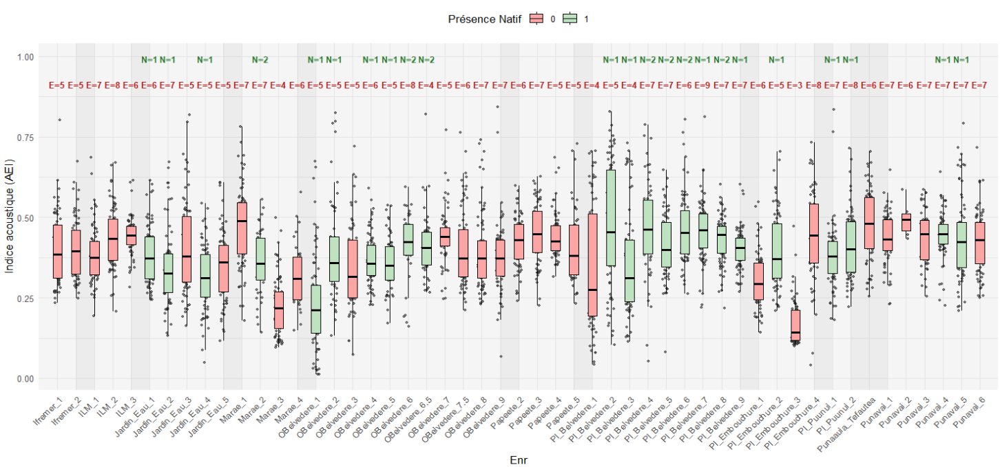 Présence Natif 0 1
Indice acoustique (AEI)
1.00
0.75
0.50
0.25
0.00
N=1 N=1 N=1 N=2 N=1 N=1 N=1 N=1 N=2 N=2 N=1 N=1 N=2 N=2 N=2 N=1 N=2 N=1 N=1 N=1 N=1 N=1 N=1
E=5 E=5 E=7 E=8 E=6 E=6 E=7 E=5 E=5 E=5 E=7 E=7 E=4 E=6 E=5 E=5 E=5 E=6 E=5 E=8 E=4 E=5 E=6 E=7 E=7 E=6 E=7 E=5 E=5 E=4 E=5 E=4 E=7 E=7 E=6 E=9 E=7 E=7 E=6 E=5 E=3 E=8 E=7 E=8 E=6 E=7 E=6 E=7 E=7 E=7 E=7
Ifremer_1
Ifremer_2
ILM_1
ILM_2
ILM_3
Jardin_Eau_1
Jardin_Eau_2
Jardin_Eau_3
Jardin_Eau_4
Jardin_Eau_5
Marae_1
Marae_2
Marae_3
Marae_4
OBelvedere_1
OBelvedere_2
OBelvedere_3
OBelvedere_4
OBelvedere_5
OBelvedere_6
OBelvedere_6.5
OBelvedere_7
OBelvedere_7.5
OBelvedere_8
OBelvedere_9
Papeete_2
Papeete_3
Papeete_4
Papeete_5
PI_Belvedere_1
PI_Belvedere_2
PI_Belvedere_3
PI_Belvedere_4
PI_Belvedere_5
PI_Belvedere_6
PI_Belvedere_7
PI_Belvedere_8
PI_Belvedere_9
PI_Embouchure_1
PI_Embouchure_2
PI_Embouchure_3
PI_Embouchure_4
PI_Puunui_1
PI_Puunui_2
Punaauia_Tefautea
Punaval_1
Punaval_2
Punaval_3
Punaval_4
Punaval_5
Punaval_6
Enr